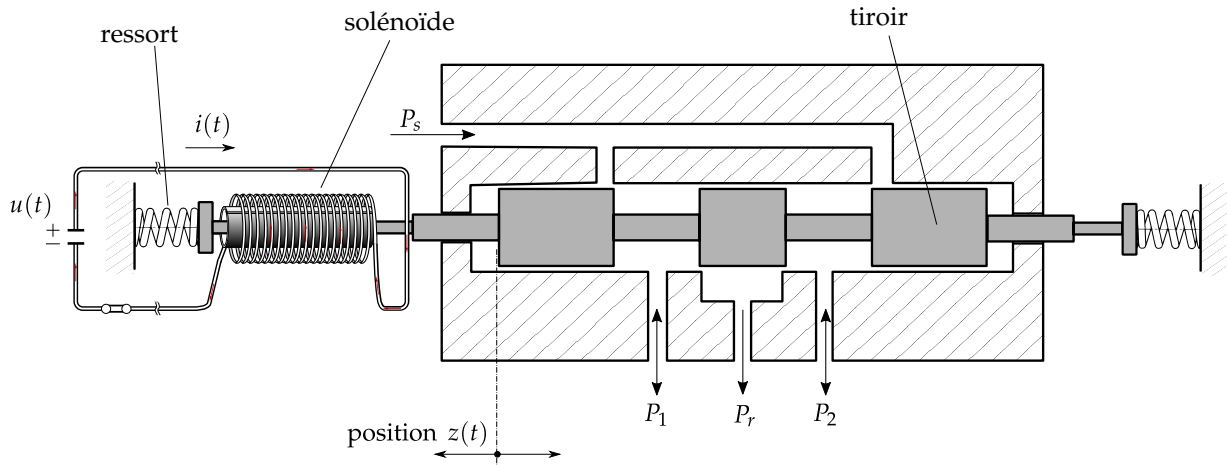 tiroir
solénoïde
ressort
i(t)
P_s
u(t)
+
−
P_1
P_r
P_2
position z(t)